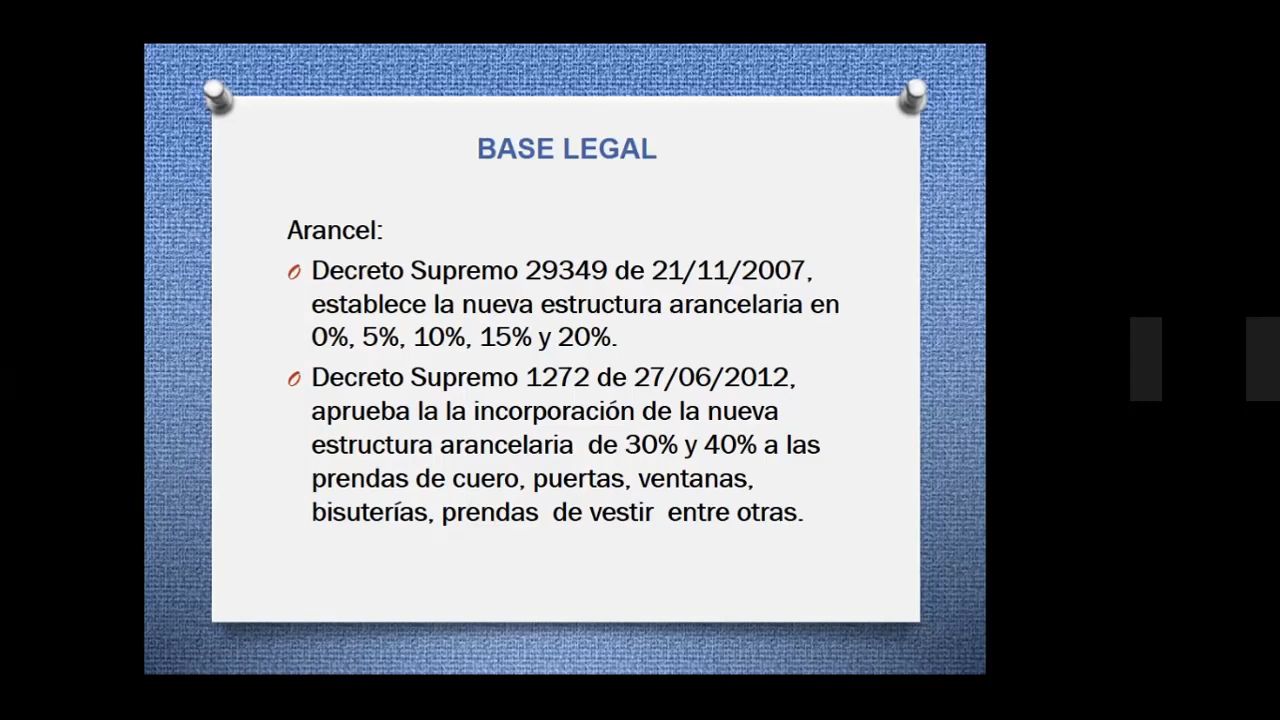 BASE LEGAL
Arancel:
Decreto Supremo 29349 de 21/11/2007,
establece la nueva estructura arancelaria en
0%, 5%, 10%, 15% y 20%.
Decreto Supremo 1272 de 27/06/2012,
aprueba la la incorporación de la nueva
estructura arancelaria de 30% y 40% a las
prendas de cuero, puertas, ventanas,
bisuterías, prendas de vestir entre otras.